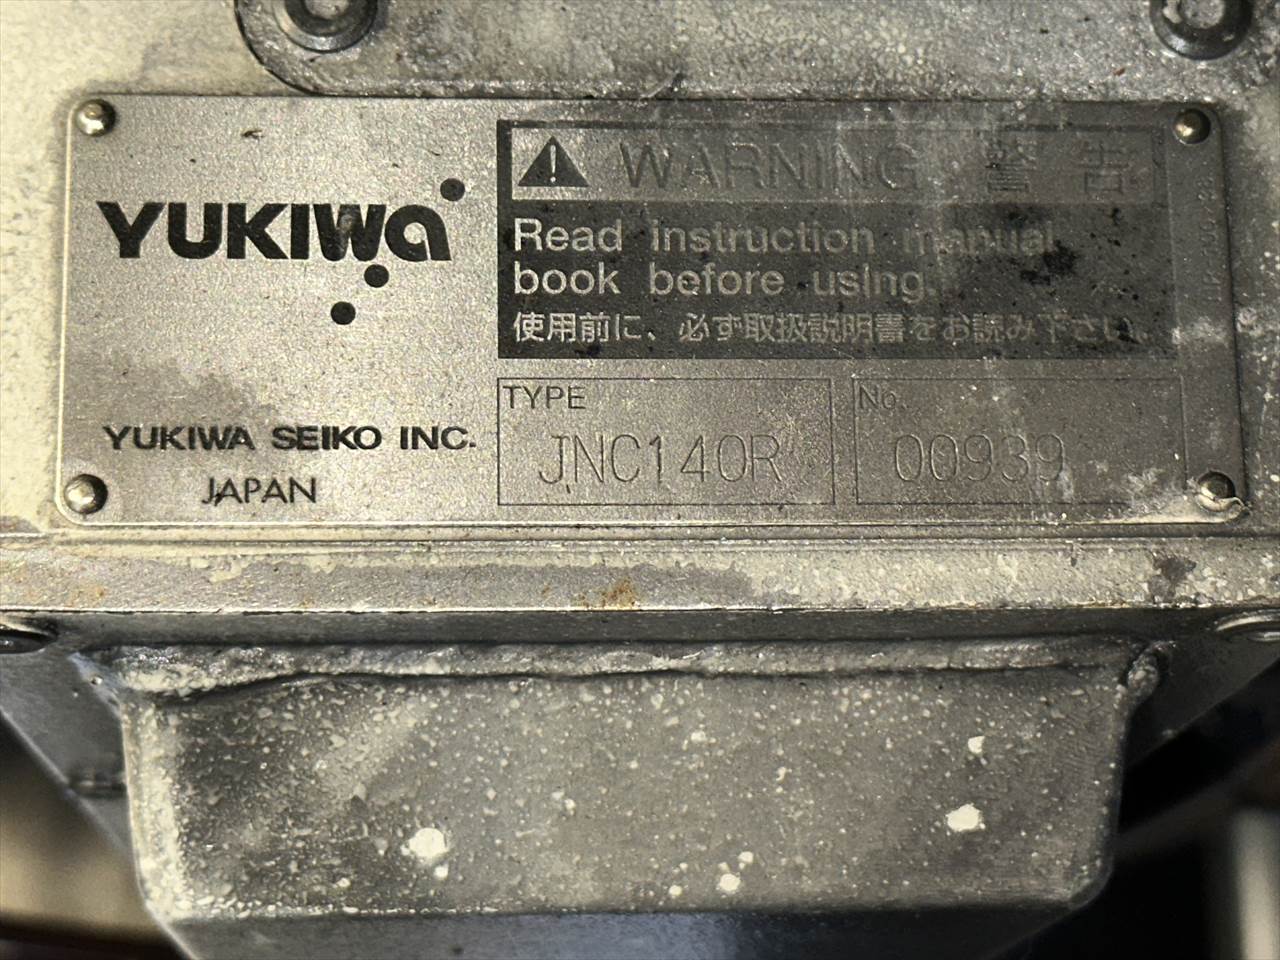 YUKIWA
YUKIWA SEIKO INC.
JAPAN
WARNING 警告
Read instruction manual
book before using.
使用前に、必ず取扱説明書をお読み下さい。
TYPE
JNC140R
No.
00939